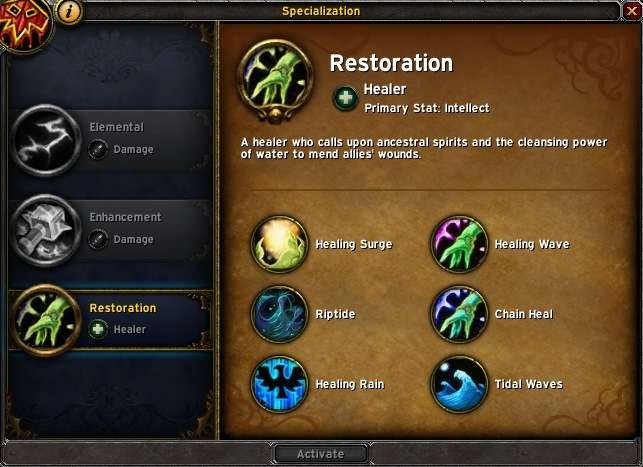 Specialization
i
Elemental
Damage
Enhancement
Damage
Restoration
Healer
Restoration
Healer
Primary Stat: Intellect
A healer who calls upon ancestral spirits and the cleansing power
of water to mend allies' wounds.
Healing Surge
Healing Wave
Riptide
Chain Heal
Healing Rain
Tidal Waves
Activate